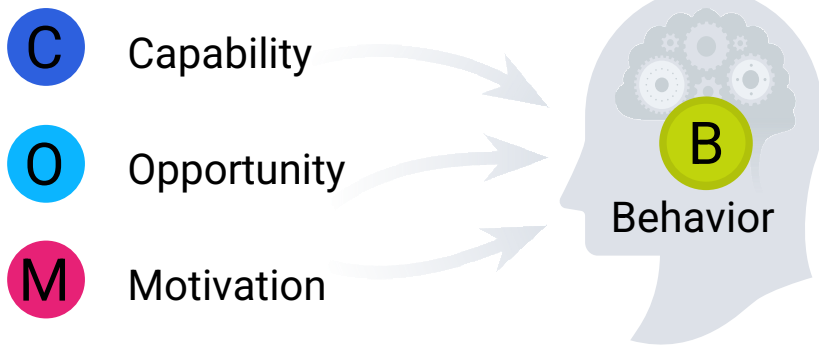 C Capability
O Opportunity
M Motivation
B
Behavior